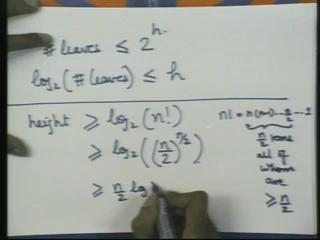 # leaves ≤ 2^h.
log₂(# leaves) ≤ h
height ≥ log₂(n!)
≥ log₂((n/2)^(n/2))
≥ n/2 log
n! = n(n-1)...n/2...1
n/2 terms
all of
whom
are
≥ n/2